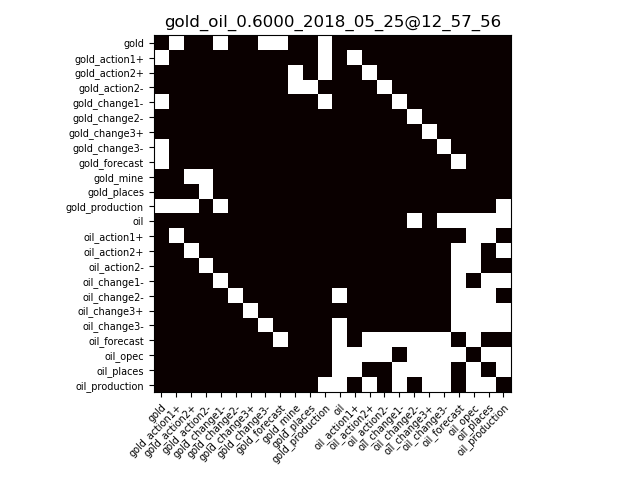 gold_oil_0.6000_2018_05_25@12_57_56
gold
gold_action1+
gold_action2+
gold_action2-
gold_change1-
gold_change2-
gold_change3+
gold_change3-
gold_forecast
gold_mine
gold_places
gold_production
oil
oil_action1+
oil_action2+
oil_action2-
oil_change1-
oil_change2-
oil_change3+
oil_change3-
oil_forecast
oil_opec
oil_places
oil_production
gold
gold_action1+
gold_action2+
gold_action2-
gold_change1-
gold_change2-
gold_change3+
gold_change3-
gold_forecast
gold_mine
gold_places
gold_production
oil
oil_action1+
oil_action2+
oil_action2-
oil_change1-
oil_change2-
oil_change3+
oil_change3-
oil_forecast
oil_opec
oil_places
oil_production